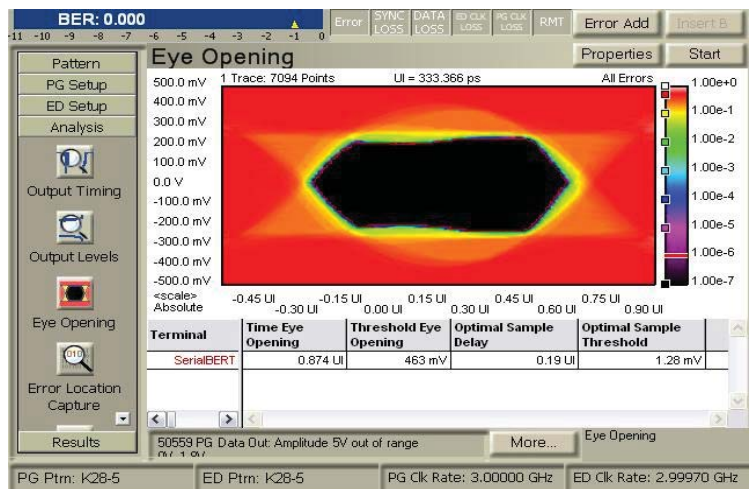 BER: 0.000
-11 -10 -9 -8 -7 -6 -5 -4 -3 -2 -1 0
Error
SYNC LOSS
DATA LOSS
ED CLK LOSS
PG CLK LOSS
RMT
Error Add
Insert B
Eye Opening
Properties
Start
Pattern
PG Setup
ED Setup
Analysis
Output Timing
Output Levels
Eye Opening
Error Location Capture
Results
1 Trace: 7094 Points
UI = 333.366 ps
All Errors
500.0 mV
400.0 mV
300.0 mV
200.0 mV
100.0 mV
0.0 V
-100.0 mV
-200.0 mV
-300.0 mV
-400.0 mV
-500.0 mV
1.00e+0
1.00e-1
1.00e-2
1.00e-3
1.00e-4
1.00e-5
1.00e-6
1.00e-7
<scale>
Absolute
-0.45 UI -0.15 UI 0.15 UI 0.45 UI 0.75 UI
-0.30 UI 0.00 UI 0.30 UI 0.60 UI 0.90 UI
Terminal
Time Eye Opening
Threshold Eye Opening
Optimal Sample Delay
Optimal Sample Threshold
SerialBERT 0.874 UI 463 mV 0.19 UI 1.28 mV
50559 PG Data Out: Amplitude 5V out of range
More...
Eye Opening
PG Ptrn: K28-5
ED Ptrn: K28-5
PG Clk Rate: 3.00000 GHz
ED Clk Rate: 2.99970 GHz